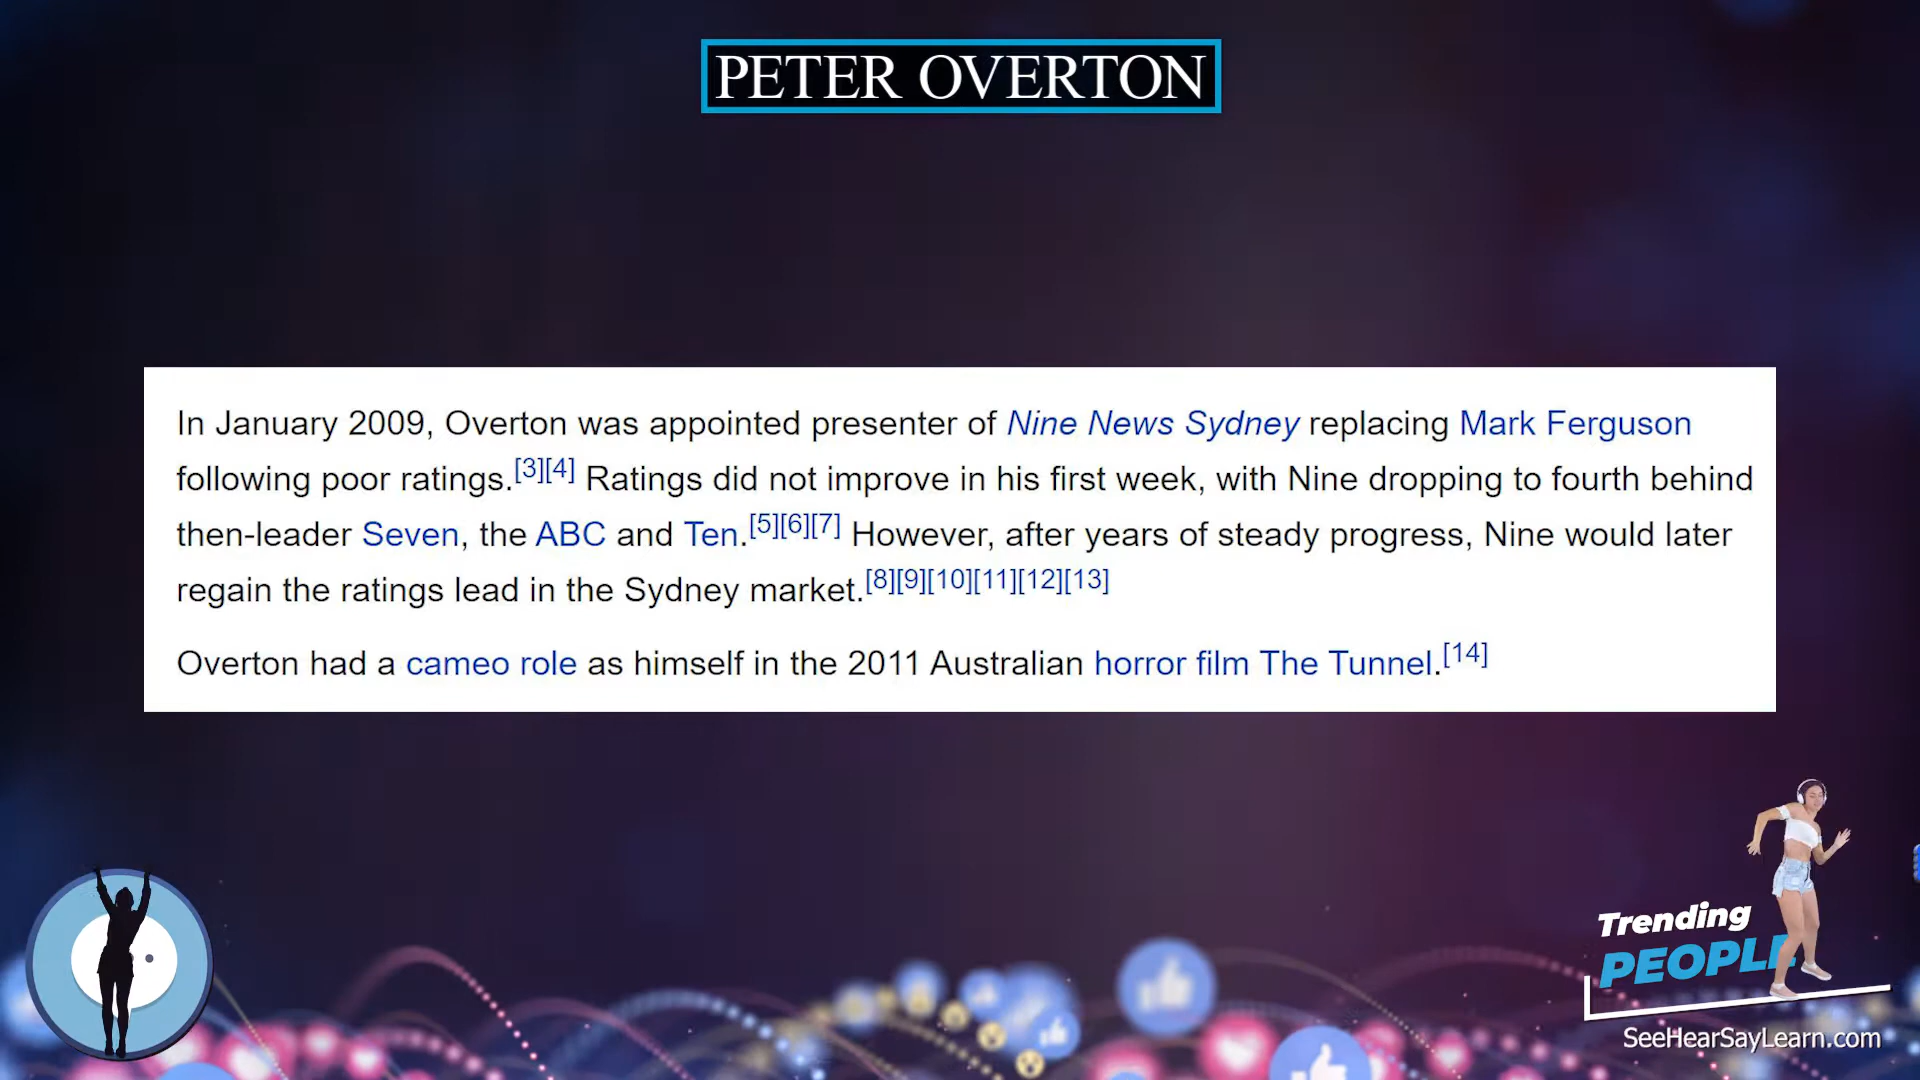 PETER OVERTON
In January 2009, Overton was appointed presenter of Nine News Sydney replacing Mark Ferguson
following poor ratings.[3][4] Ratings did not improve in his first week, with Nine dropping to fourth behind
then-leader Seven, the ABC and Ten.[5][6][7] However, after years of steady progress, Nine would later
regain the ratings lead in the Sydney market.[8][9][10][11][12][13]
Overton had a cameo role as himself in the 2011 Australian horror film The Tunnel.[14]
Trending
PEOPLE
SeeHearSayLearn.com